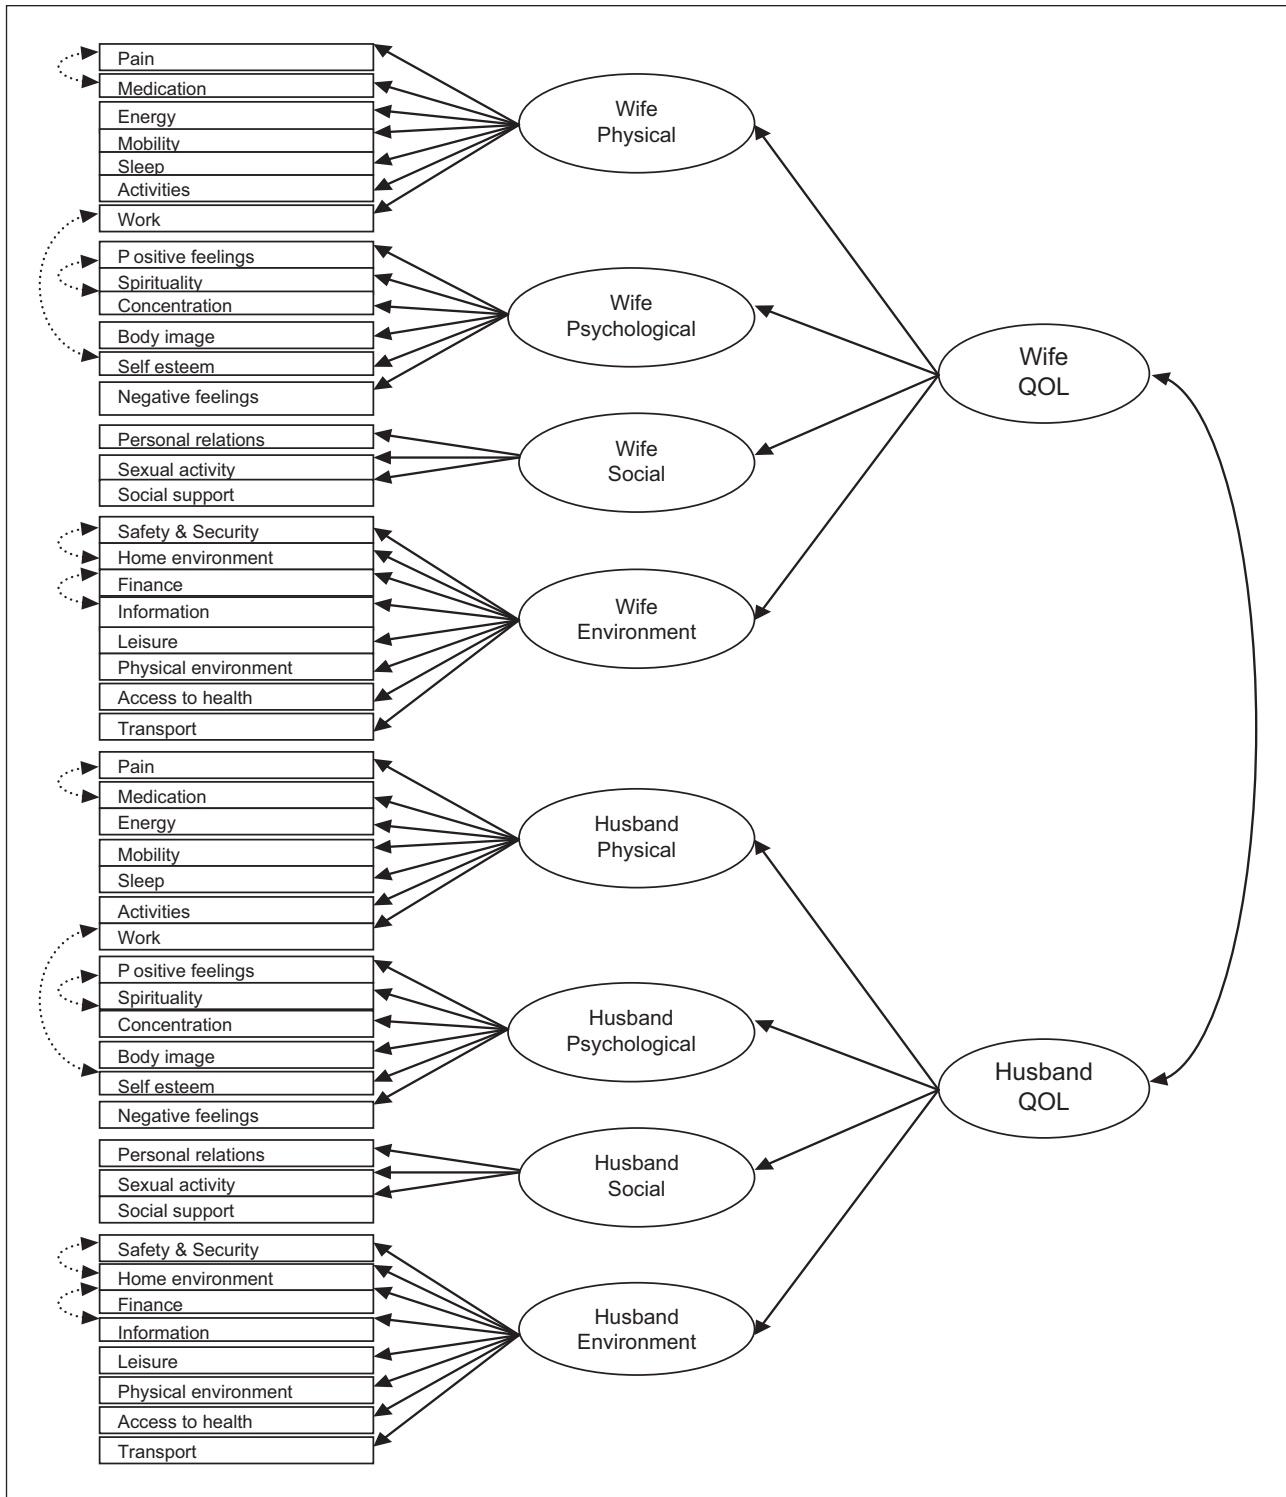 Pain
Medication
Energy
Mobility
Sleep
Activities
Work
Wife
Physical
P ositive feelings
Spirituality
Concentration
Body image
Self esteem
Negative feelings
Wife
Psychological
Personal relations
Sexual activity
Social support
Wife
Social
Safety & Security
Home environment
Finance
Information
Leisure
Physical environment
Access to health
Transport
Wife
Environment
Wife
QOL
Pain
Medication
Energy
Mobility
Sleep
Activities
Work
Husband
Physical
P ositive feelings
Spirituality
Concentration
Body image
Self esteem
Negative feelings
Husband
Psychological
Personal relations
Sexual activity
Social support
Husband
Social
Safety & Security
Home environment
Finance
Information
Leisure
Physical environment
Access to health
Transport
Husband
Environment
Husband
QOL